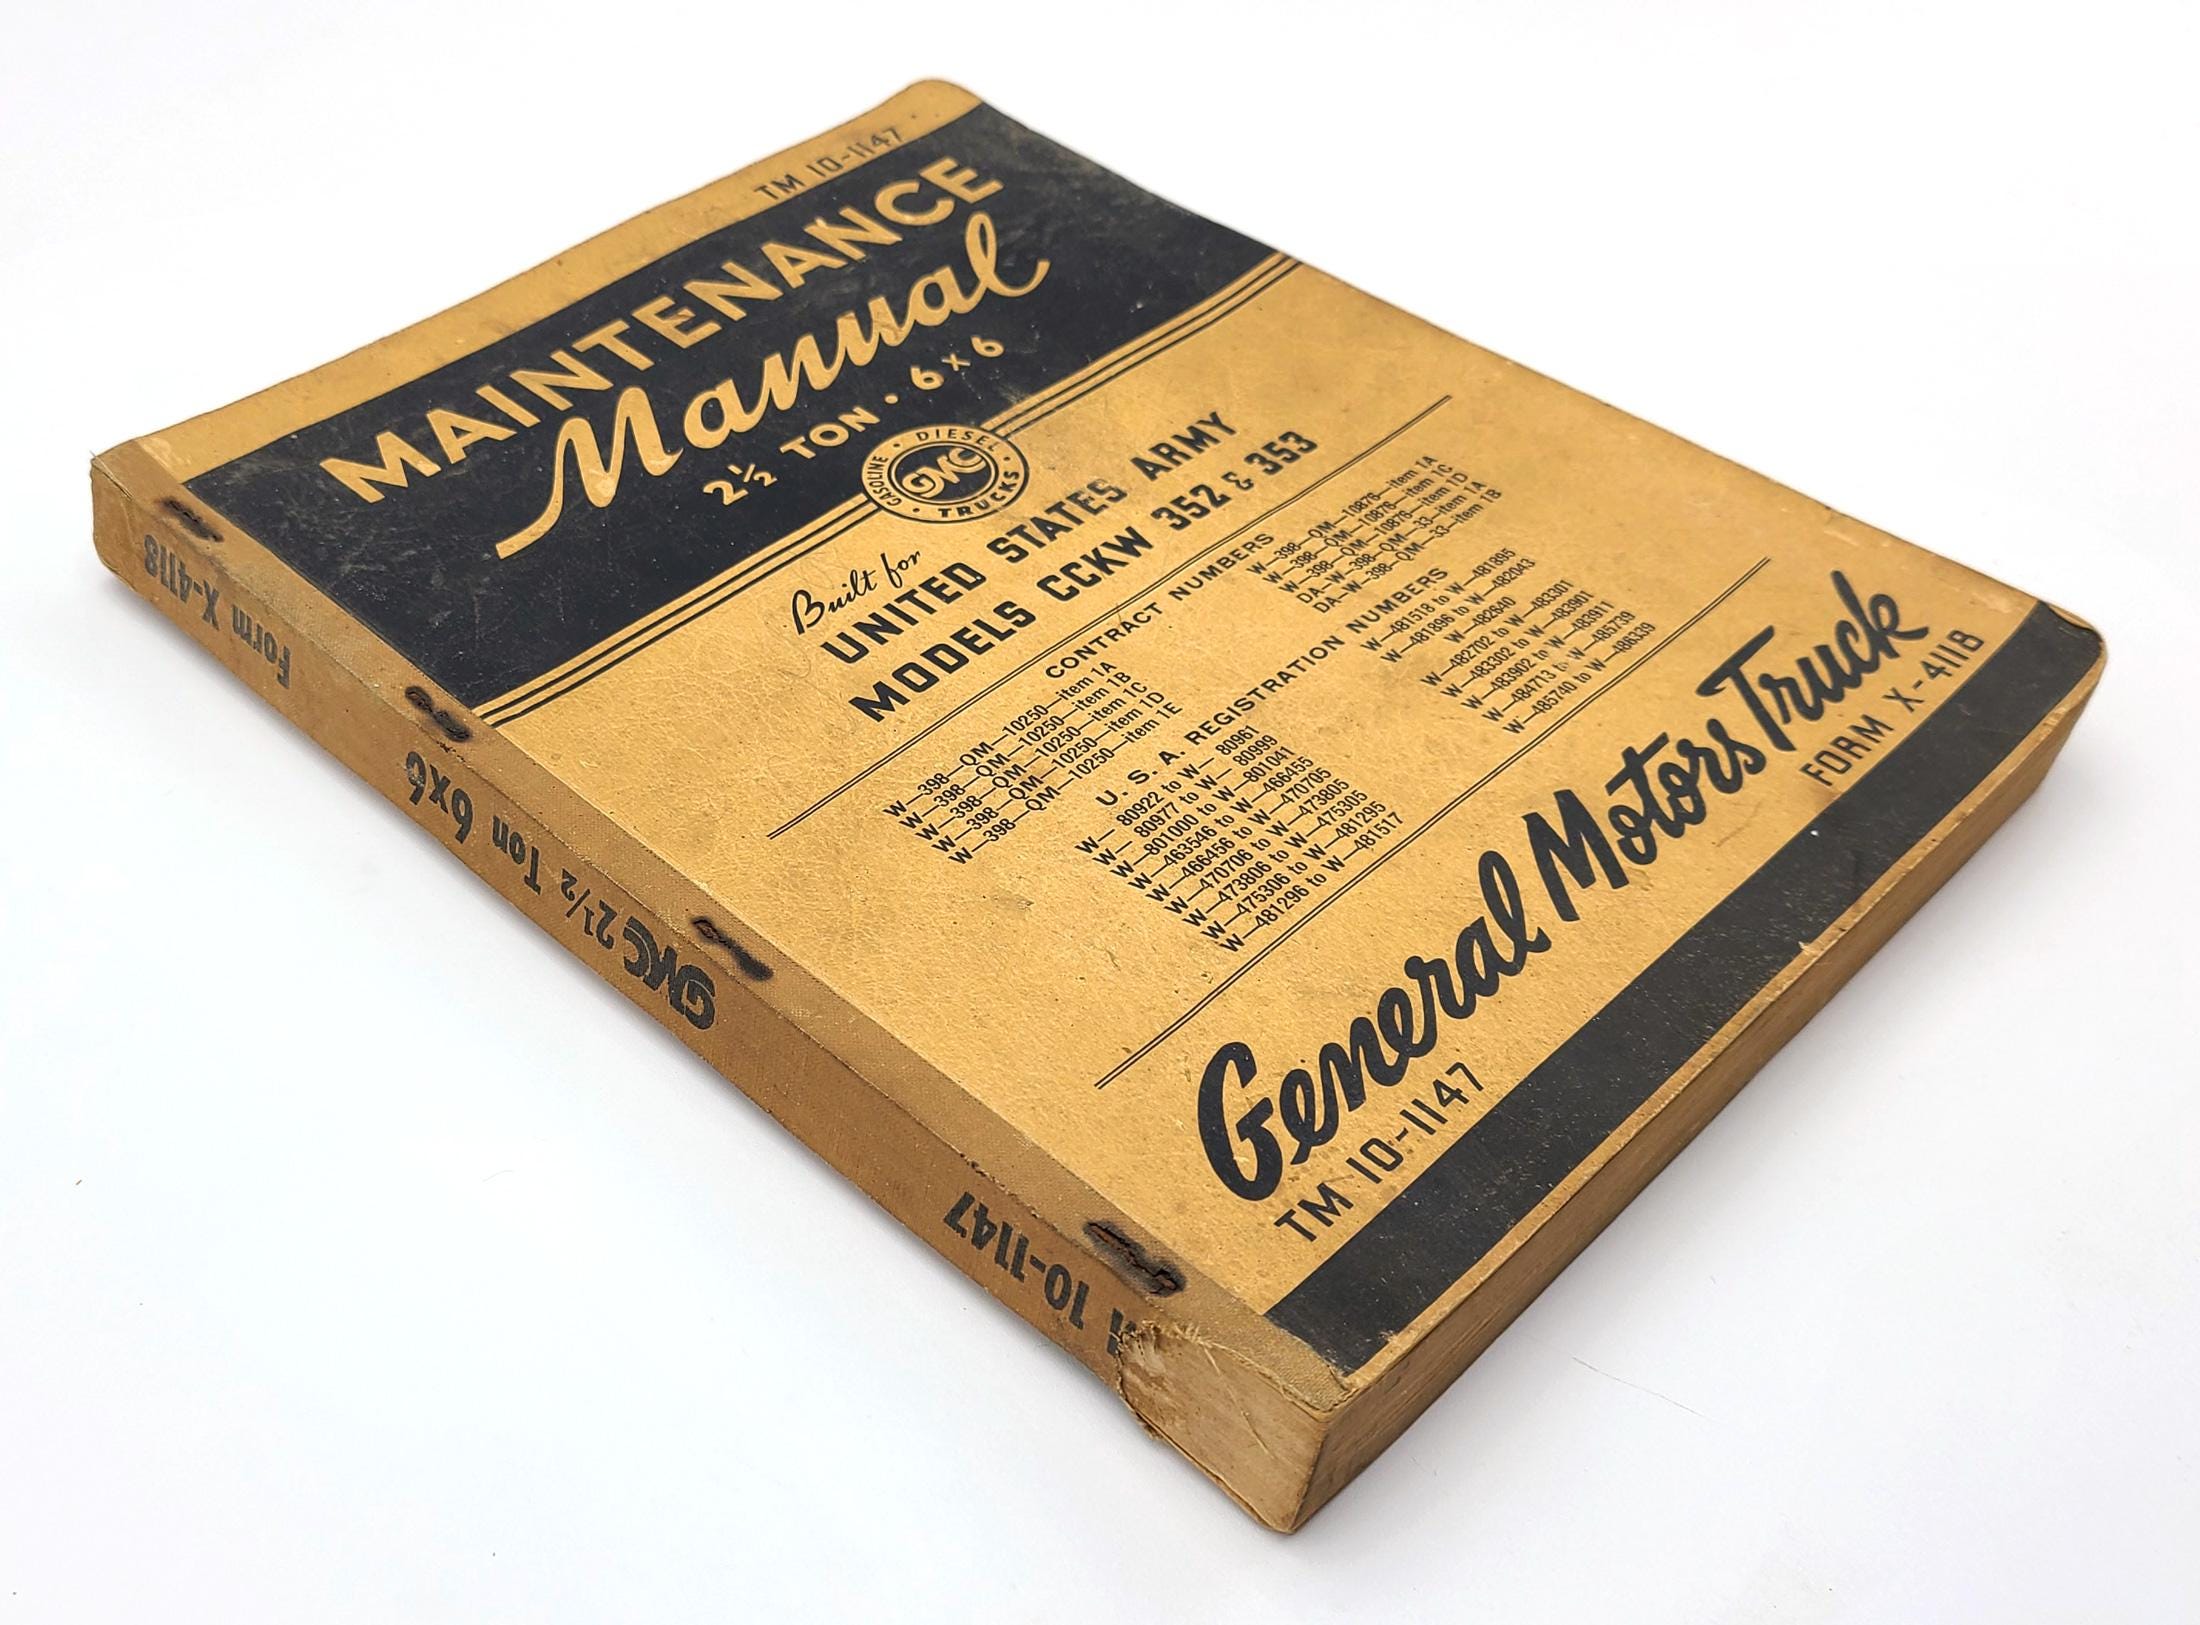 TM 10-1147
MAINTENANCE
Manual
2½ TON • 6 x 6
GASOLINE • DIESEL • TRUCKS •
GMC
Built for
UNITED STATES ARMY
MODELS CCKW 352 & 353
CONTRACT NUMBERS
W—398—QM—10250—item 1A
W—398—QM—10250—item 1B
W—398—QM—10250—item 1C
W—398—QM—10250—item 1D
W—398—QM—10250—item 1E
W—398—QM—10876—item 1A
W—398—QM—10876—item 1C
W—398—QM—10876—item 1D
DA—W—398—QM—33—item 1A
DA—W—398—QM—33—item 1B
U. S. A. REGISTRATION NUMBERS
W— 80922 to W— 80961
W— 80977 to W— 80999
W—801000 to W—801041
W—463546 to W—466455
W—466456 to W—470705
W—470706 to W—473805
W—473806 to W—475305
W—475306 to W—481295
W—481296 to W—481517
W—481518 to W—481895
W—481896 to W—482043
W—482640
W—482702 to W—483301
W—483302 to W—483901
W—483902 to W—483911
W—484713 to W—485739
W—485740 to W—486339
General Motors Truck
TM 10-1147
FORM X-411B
10-1147
GMC 2½ Ton 6x6
Form X-411B